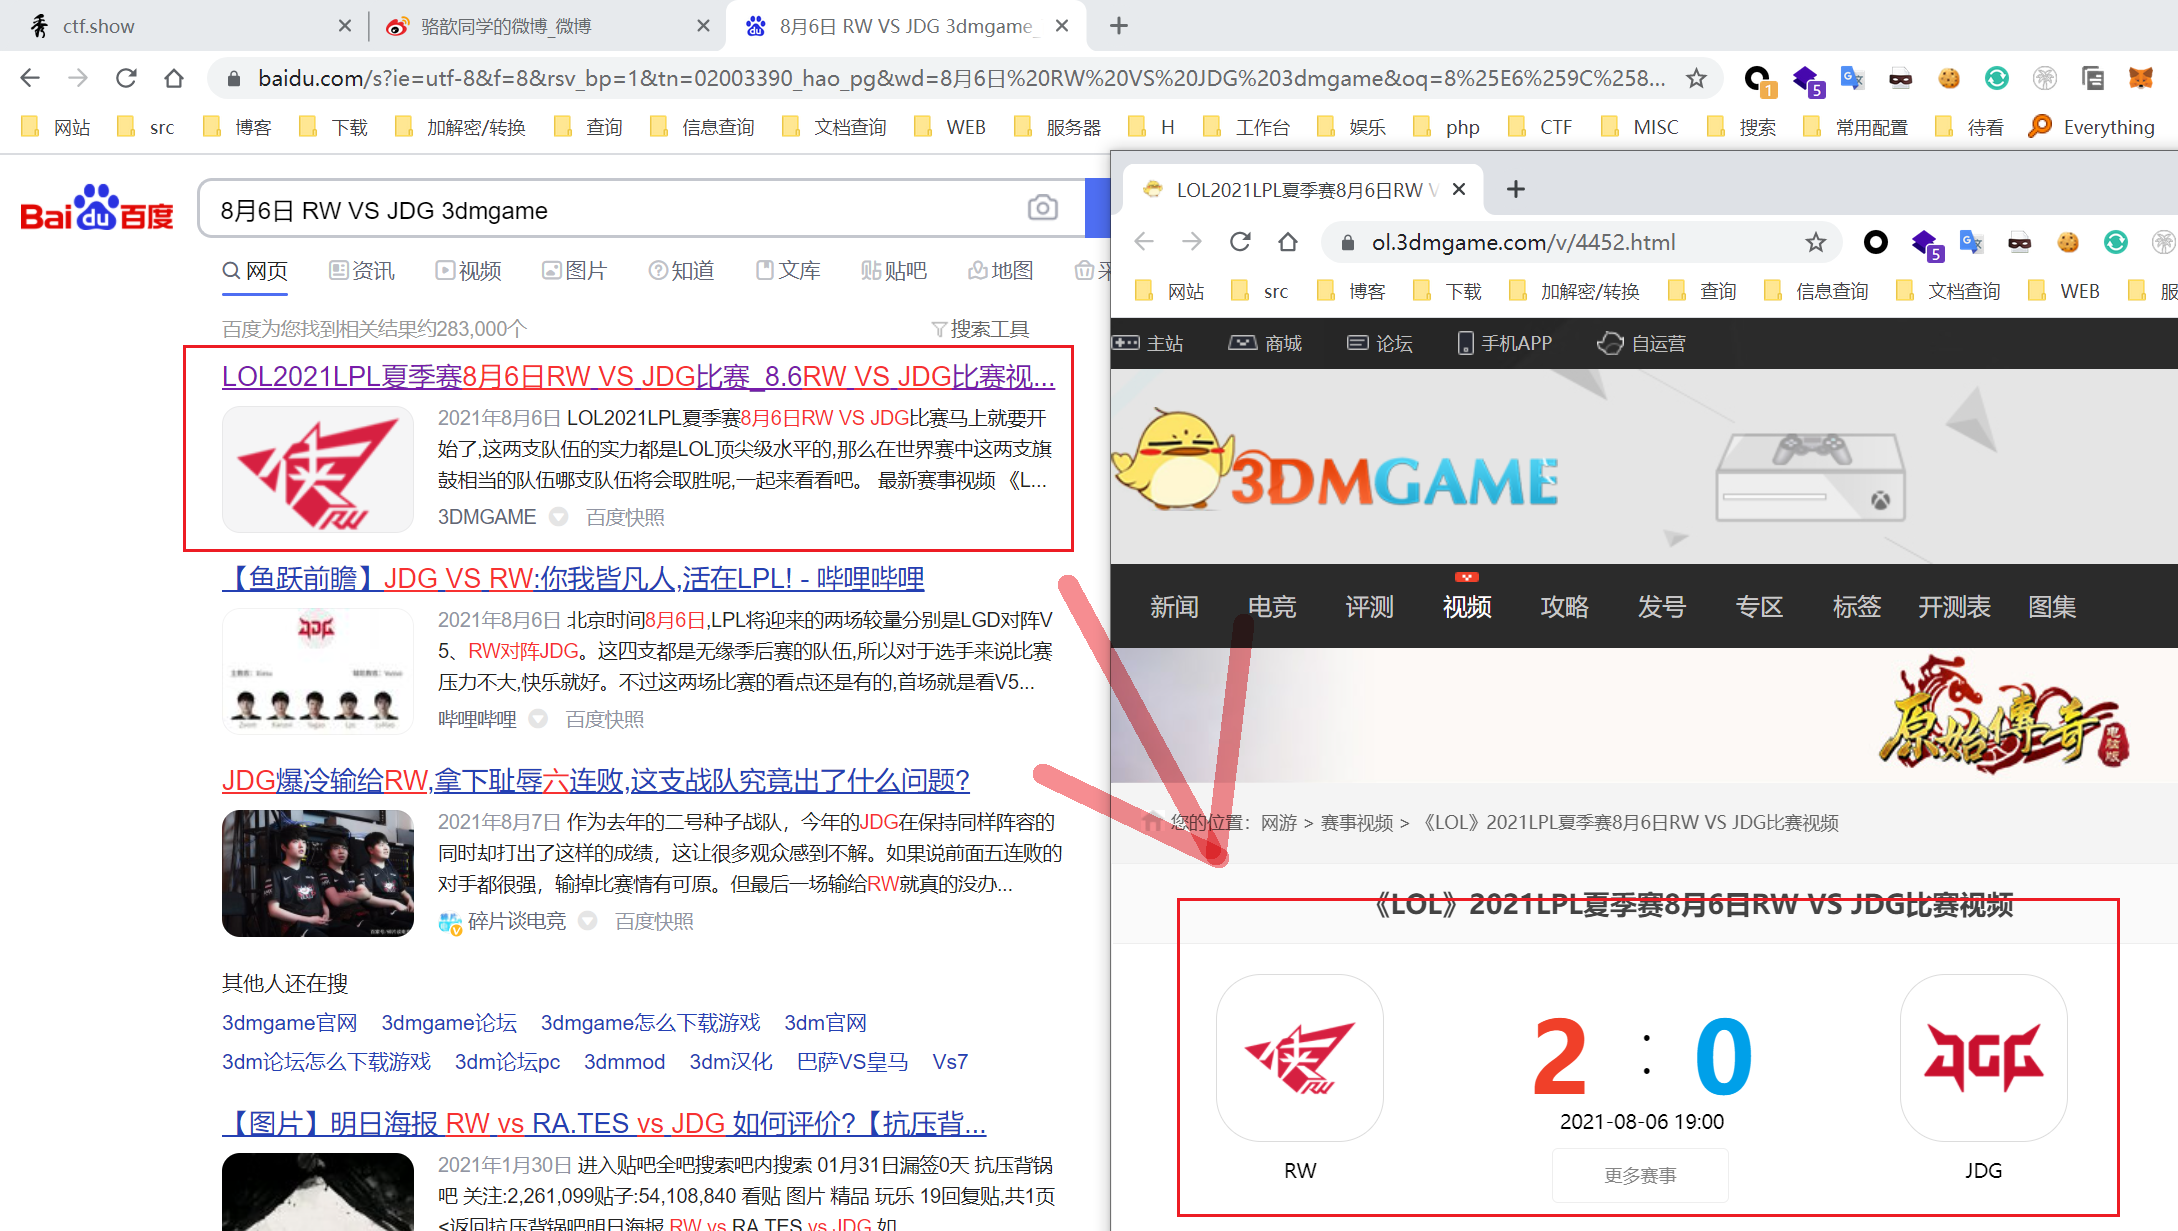 ctf.show
骆歆同学的微博_微博
8月6日 RW VS JDG 3dmgame_
baidu.com/s?ie=utf-8&f=8&rsv_bp=1&tn=02003390_hao_pg&wd=8月6日%20RW%20VS%20JDG%203dmgame&oq=8%25E6%259C%258...
1
5
网站 src 博客 下载 加解密/转换 查询 信息查询 文档查询 WEB 服务器 H 工作台 娱乐 php CTF MISC 搜索 常用配置 待看 Everything
Baidu百度
8月6日 RW VS JDG 3dmgame
网页 资讯 视频 图片 知道 文库 贴吧 地图 采
百度为您找到相关结果约283,000个
搜索工具
LOL2021LPL夏季赛8月6日RW VS JDG比赛_8.6RW VS JDG比赛视...
2021年8月6日 LOL2021LPL夏季赛8月6日RW VS JDG比赛马上就要开
始了,这两支队伍的实力都是LOL顶尖级水平的,那么在世界赛中这两支旗
鼓相当的队伍哪支队伍将会取胜呢,一起来看看吧。 最新赛事视频 《L...
3DMGAME 百度快照
【鱼跃前瞻】JDG VS RW:你我皆凡人,活在LPL! - 哔哩哔哩
2021年8月6日 北京时间8月6日,LPL将迎来的两场较量分别是LGD对阵V
5、RW对阵JDG。这四支都是无缘季后赛的队伍,所以对于选手来说比赛
压力不大,快乐就好。不过这两场比赛的看点还是有的,首场就是看V5...
哔哩哔哩 百度快照
JDG爆冷输给RW,拿下耻辱六连败,这支战队究竟出了什么问题?
2021年8月7日 作为去年的二号种子战队，今年的JDG在保持同样阵容的
同时却打出了这样的成绩，这让很多观众感到不解。如果说前面五连败的
对手都很强，输掉比赛情有可原。但最后一场输给RW就真的没办...
碎片谈电竞 百度快照
其他人还在搜
3dmgame官网 3dmgame论坛 3dmgame怎么下载游戏 3dm官网
3dm论坛怎么下载游戏 3dm论坛pc 3dmmod 3dm汉化 巴萨VS皇马 Vs7
【图片】明日海报 RW vs RA.TES vs JDG 如何评价?【抗压背...
2021年1月30日 进入贴吧全吧搜索吧内搜索 01月31日漏签0天 抗压背锅
吧 关注:2,261,099贴子:54,108,840 看贴 图片 精品 玩乐 19回复贴,共1页
<返回抗压背锅吧明日海报 RW vs RA.TES vs JDG 如
LOL2021LPL夏季赛8月6日RW V
ol.3dmgame.com/v/4452.html
5
网站 src 博客 下载 加解密/转换 查询 信息查询 文档查询 WEB 服
主站 商城 论坛 手机APP 自运营
3DMGAME
新闻 电竞 评测 视频 攻略 发号 专区 标签 开测表 图集
原始傳奇
电脑版
您的位置：网游 > 赛事视频 > 《LOL》2021LPL夏季赛8月6日RW VS JDG比赛视频
《LOL》2021LPL夏季赛8月6日RW VS JDG比赛视频
侠RW
2 : 0
JDG
2021-08-06 19:00
RW
更多赛事
JDG